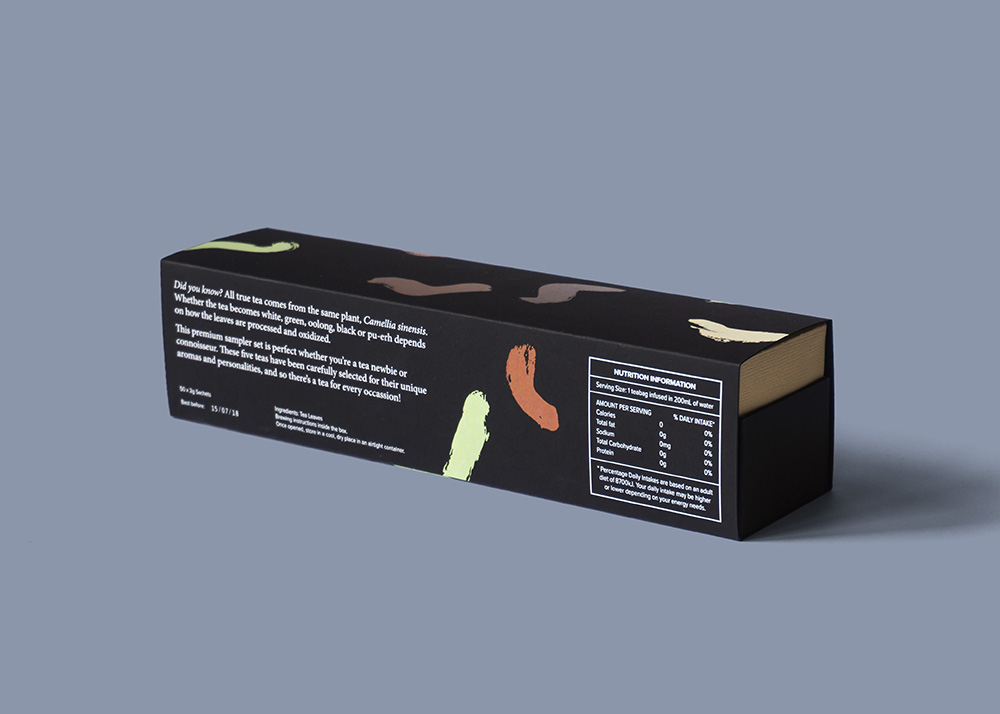 Did you know? All true tea comes from the same plant, Camellia sinensis.
Whether the tea becomes white, green, oolong, black or pu-erh depends
on how the leaves are processed and oxidized.
This premium sampler set is perfect whether you're a tea newbie or
connoisseur. These five teas have been carefully selected for their unique
aromas and personalities, and so there's a tea for every occassion!
50 x 2g Sachets
Best before: 15 / 07 / 18
Ingredients: Tea Leaves
Brewing instructions inside the box.
Once opened, store in a cool, dry place in an airtight container.
NUTRITION INFORMATION
Serving Size: 1 teabag infused in 200mL of water
AMOUNT PER SERVING % DAILY INTAKE*
Calories 0 0%
Total fat 0g 0%
Sodium 0mg 0%
Total Carbohydrate 0g 0%
Protein 0g 0%
* Percentage Daily Intakes are based on an adult
diet of 8700kJ. Your daily intake may be higher
or lower depending on your energy needs.